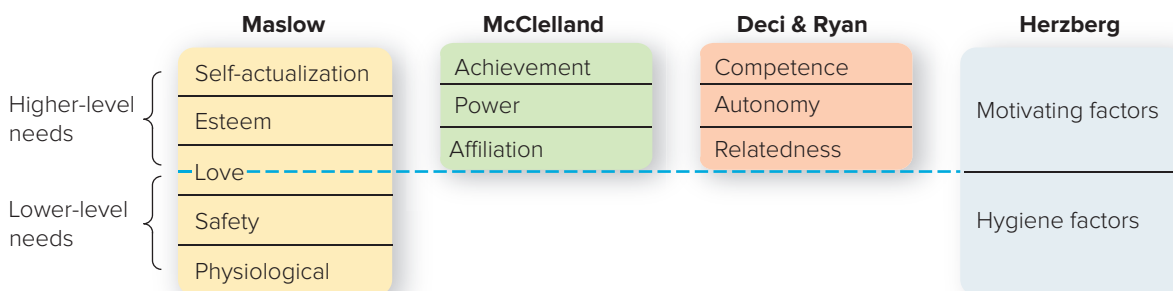 Maslow
McClelland
Deci & Ryan
Herzberg
Higher-level
needs
Lower-level
needs
Self-actualization
Esteem
Love
Safety
Physiological
Achievement
Power
Affiliation
Competence
Autonomy
Relatedness
Motivating factors
Hygiene factors